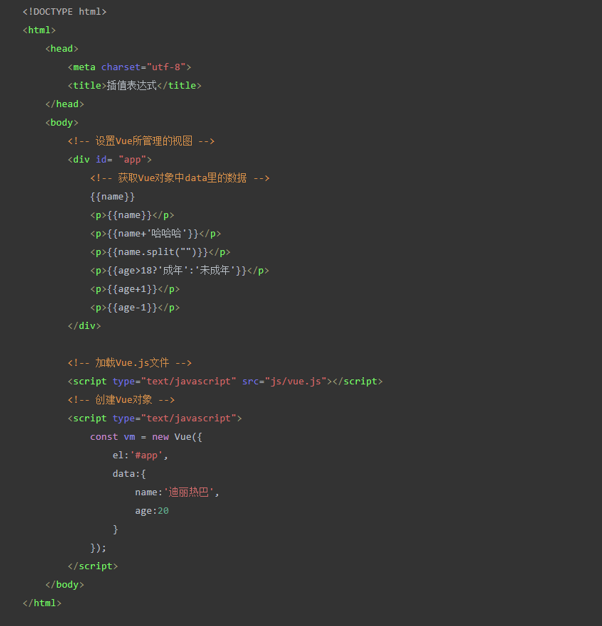 <!DOCTYPE html>
<html>
    <head>
        <meta charset="utf-8">
        <title>插值表达式</title>
    </head>
    <body>
        <!-- 设置Vue所管理的视图 -->
        <div id= "app">
            <!-- 获取Vue对象中data里的数据 -->
            {{name}}
            <p>{{name}}</p>
            <p>{{name+'哈哈哈'}}</p>
            <p>{{name.split("")}}</p>
            <p>{{age>18?'成年':'未成年'}}</p>
            <p>{{age+1}}</p>
            <p>{{age-1}}</p>
        </div>

        <!-- 加载Vue.js文件 -->
        <script type="text/javascript" src="js/vue.js"></script>
        <!-- 创建Vue对象 -->
        <script type="text/javascript">
            const vm = new Vue({
                el:'#app',
                data:{
                    name:'迪丽热巴',
                    age:20
                }
            });
        </script>
    </body>
</html>